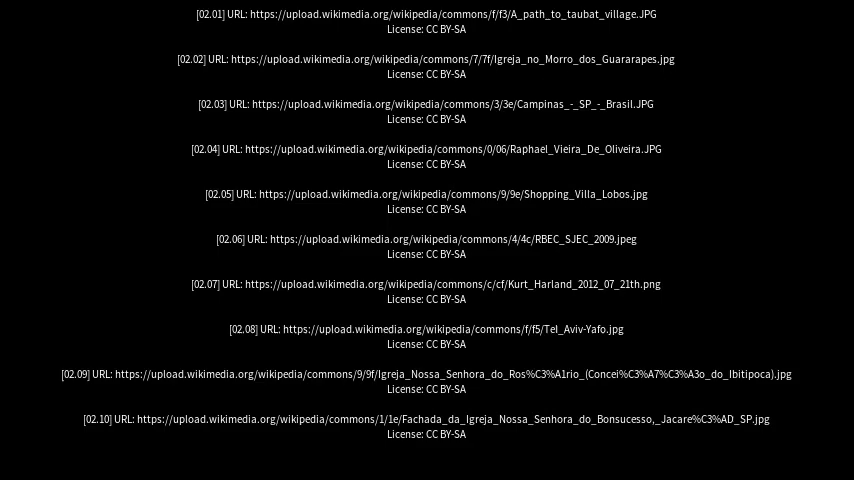 [02.01] URL: https://upload.wikimedia.org/wikipedia/commons/f/f3/A_path_to_taubat_village.JPG
License: CC BY-SA
[02.02] URL: https://upload.wikimedia.org/wikipedia/commons/7/7f/Igreja_no_Morro_dos_Guararapes.jpg
License: CC BY-SA
[02.03] URL: https://upload.wikimedia.org/wikipedia/commons/3/3e/Campinas_-_SP_-_Brasil.JPG
License: CC BY-SA
[02.04] URL: https://upload.wikimedia.org/wikipedia/commons/0/06/Raphael_Vieira_De_Oliveira.JPG
License: CC BY-SA
[02.05] URL: https://upload.wikimedia.org/wikipedia/commons/9/9e/Shopping_Villa_Lobos.jpg
License: CC BY-SA
[02.06] URL: https://upload.wikimedia.org/wikipedia/commons/4/4c/RBEC_SJEC_2009.jpeg
License: CC BY-SA
[02.07] URL: https://upload.wikimedia.org/wikipedia/commons/c/cf/Kurt_Harland_2012_07_21th.png
License: CC BY-SA
[02.08] URL: https://upload.wikimedia.org/wikipedia/commons/f/f5/Tel_Aviv-Yafo.jpg
License: CC BY-SA
[02.09] URL: https://upload.wikimedia.org/wikipedia/commons/9/9f/Igreja_Nossa_Senhora_do_Ros%C3%A1rio_(Concei%C3%A7%C3%A3o_do_Ibitipoca).jpg
License: CC BY-SA
[02.10] URL: https://upload.wikimedia.org/wikipedia/commons/1/1e/Fachada_da_Igreja_Nossa_Senhora_do_Bonsucesso,_Jacare%C3%AD_SP.jpg
License: CC BY-SA